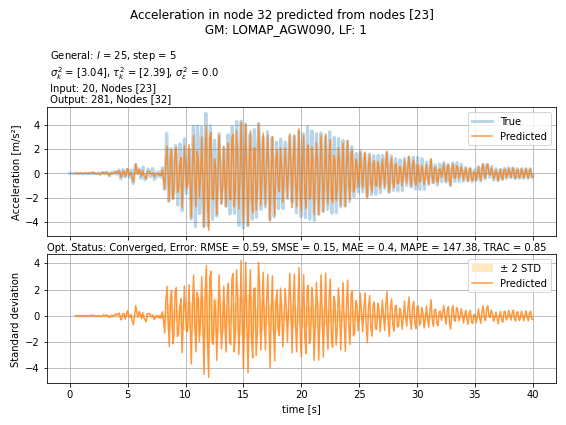 Acceleration in node 32 predicted from nodes [23]
GM: LOMAP_AGW090, LF: 1
General: l = 25, step = 5
σ²ₖ = [3.04], τ²ₖ = [2.39], σ²ᵣ = 0.0
Input: 20, Nodes [23]
Output: 281, Nodes [32]
True
Predicted
Acceleration [m/s²]
4
2
0
−2
−4
Opt. Status: Converged, Error: RMSE = 0.59, SMSE = 0.15, MAE = 0.4, MAPE = 147.38, TRAC = 0.85
± 2 STD
Predicted
Standard deviation
4
2
0
−2
−4
0 5 10 15 20 25 30 35 40
time [s]